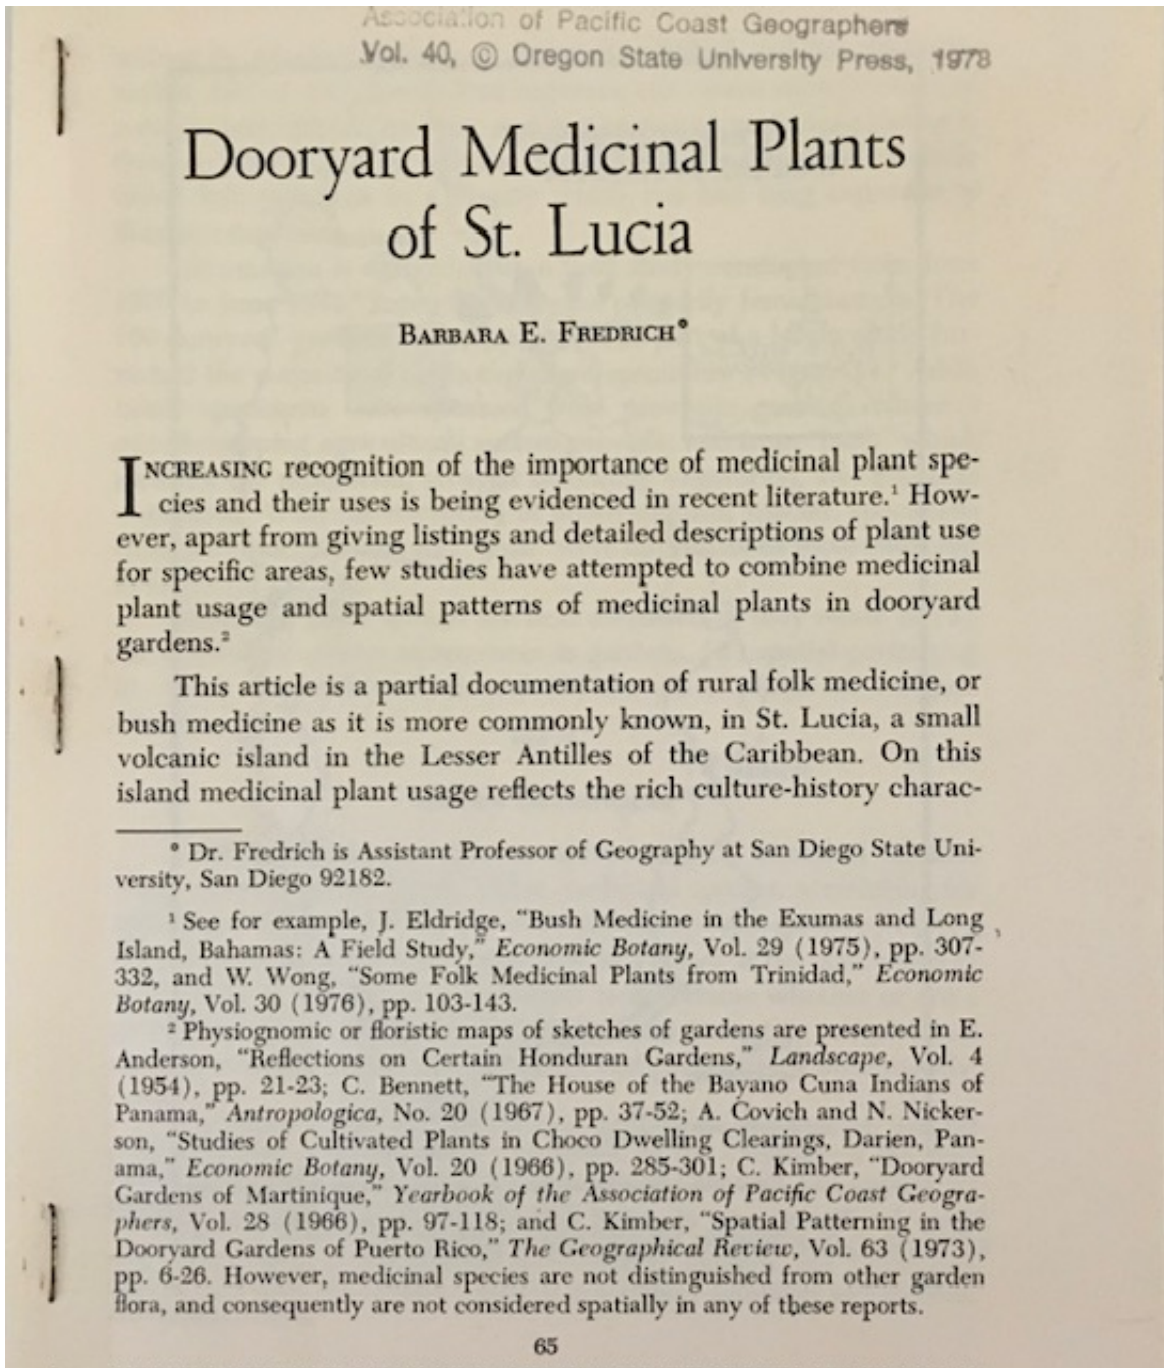 Association of Pacific Coast Geographers
Vol. 40, © Oregon State University Press, 1978
Dooryard Medicinal Plants
of St. Lucia
BARBARA E. FREDRICH*
INCREASING recognition of the importance of medicinal plant spe-
cies and their uses is being evidenced in recent literature.¹ How-
ever, apart from giving listings and detailed descriptions of plant use
for specific areas, few studies have attempted to combine medicinal
plant usage and spatial patterns of medicinal plants in dooryard
gardens.²
This article is a partial documentation of rural folk medicine, or
bush medicine as it is more commonly known, in St. Lucia, a small
volcanic island in the Lesser Antilles of the Caribbean. On this
island medicinal plant usage reflects the rich culture-history charac-
* Dr. Fredrich is Assistant Professor of Geography at San Diego State Uni-
versity, San Diego 92182.
¹ See for example, J. Eldridge, "Bush Medicine in the Exumas and Long
Island, Bahamas: A Field Study," Economic Botany, Vol. 29 (1975), pp. 307-
332, and W. Wong, "Some Folk Medicinal Plants from Trinidad," Economic
Botany, Vol. 30 (1976), pp. 103-143.
² Physiognomic or floristic maps of sketches of gardens are presented in E.
Anderson, "Reflections on Certain Honduran Gardens," Landscape, Vol. 4
(1954), pp. 21-23; C. Bennett, "The House of the Bayano Cuna Indians of
Panama," Antropologica, No. 20 (1967), pp. 37-52; A. Covich and N. Nicker-
son, "Studies of Cultivated Plants in Choco Dwelling Clearings, Darien, Pan-
ama," Economic Botany, Vol. 20 (1966), pp. 285-301; C. Kimber, "Dooryard
Gardens of Martinique," Yearbook of the Association of Pacific Coast Geogra-
phers, Vol. 28 (1966), pp. 97-118; and C. Kimber, "Spatial Patterning in the
Dooryard Gardens of Puerto Rico," The Geographical Review, Vol. 63 (1973),
pp. 6-26. However, medicinal species are not distinguished from other garden
flora, and consequently are not considered spatially in any of these reports.
65